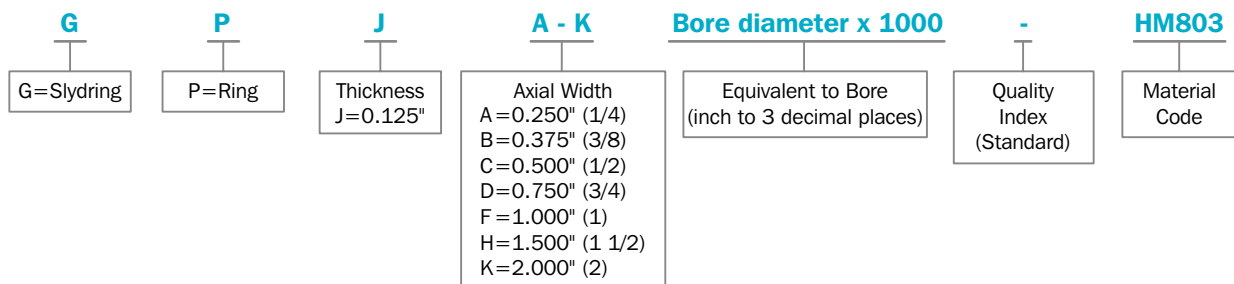 G P J A - K Bore diameter x 1000 - HM803
G=Slydring
P=Ring
Thickness
J=0.125"
Axial Width
A=0.250" (1/4)
B=0.375" (3/8)
C=0.500" (1/2)
D=0.750" (3/4)
F=1.000" (1)
H=1.500" (1 1/2)
K=2.000" (2)
Equivalent to Bore
(inch to 3 decimal places)
Quality
Index
(Standard)
Material
Code